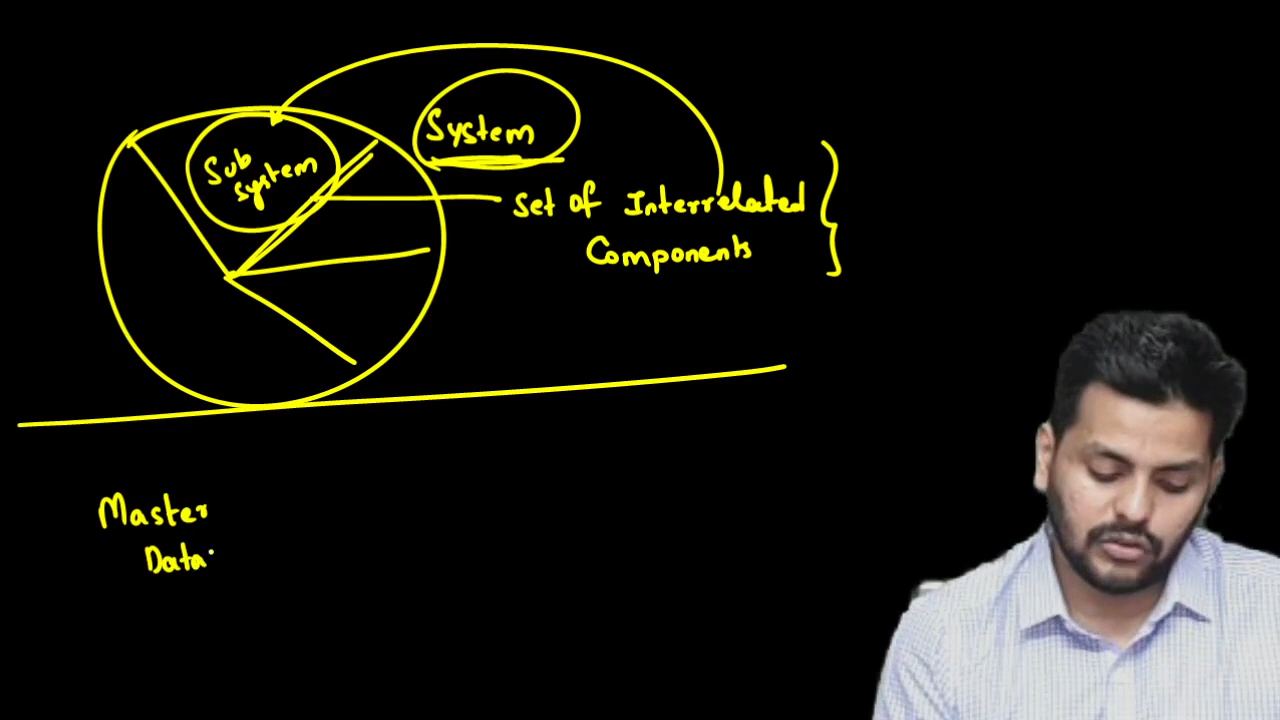 System
Sub
system
Set of Interrelated
Components
Master
Data